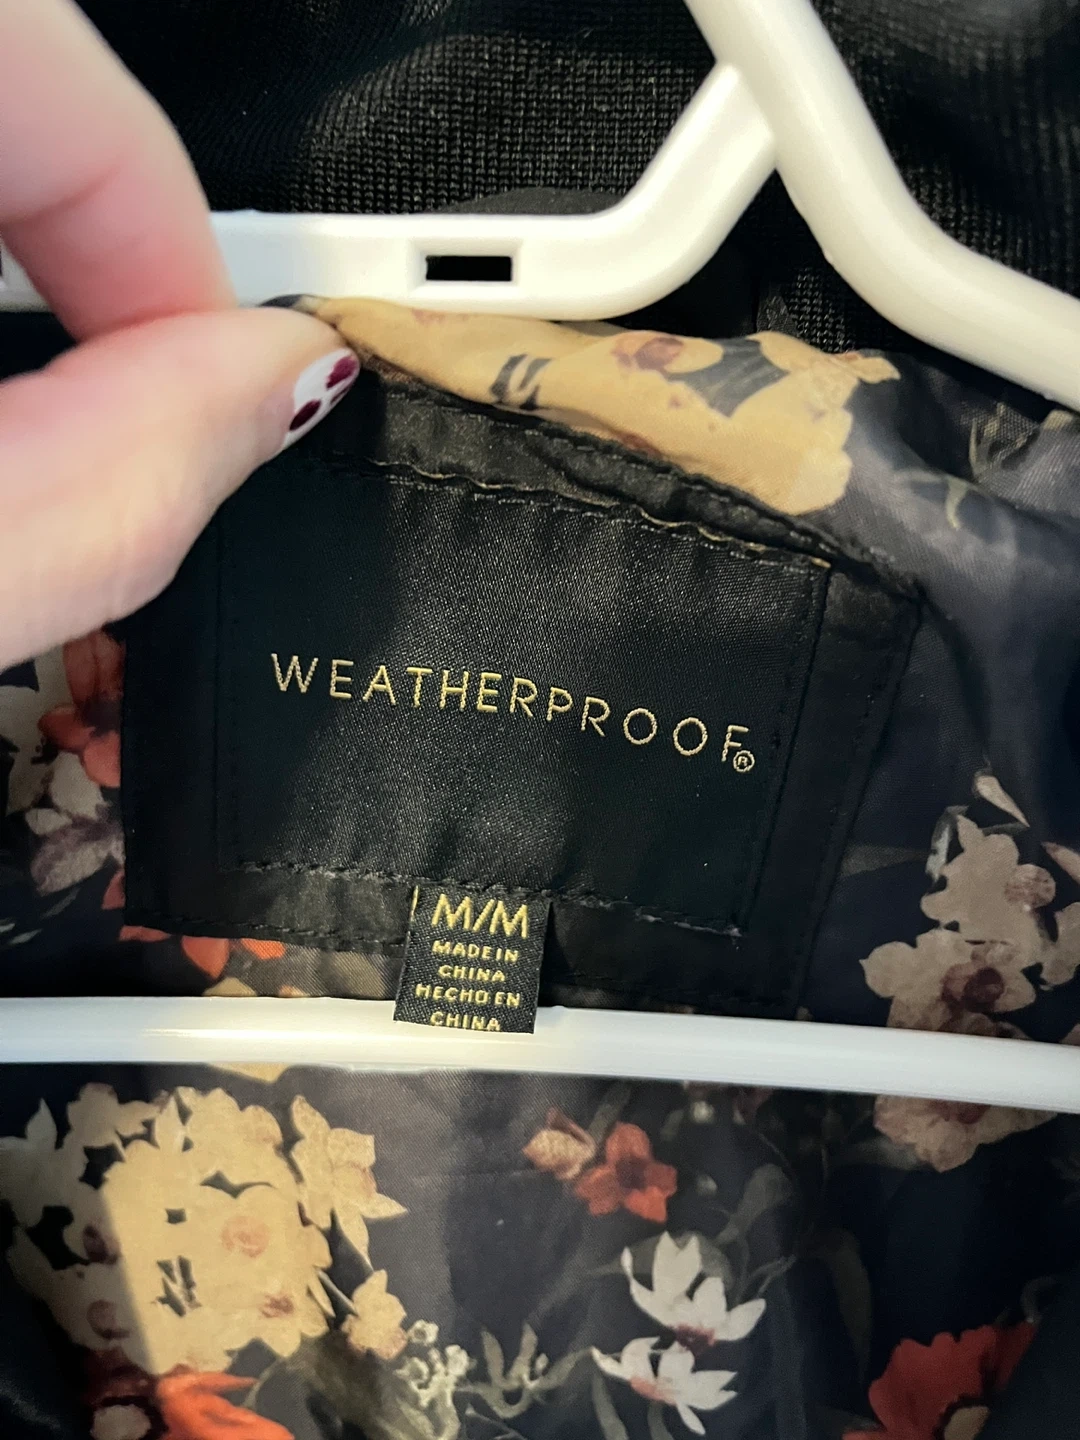 WEATHERPROOF®
M/M
MADE IN
CHINA
HECHO EN
CHINA